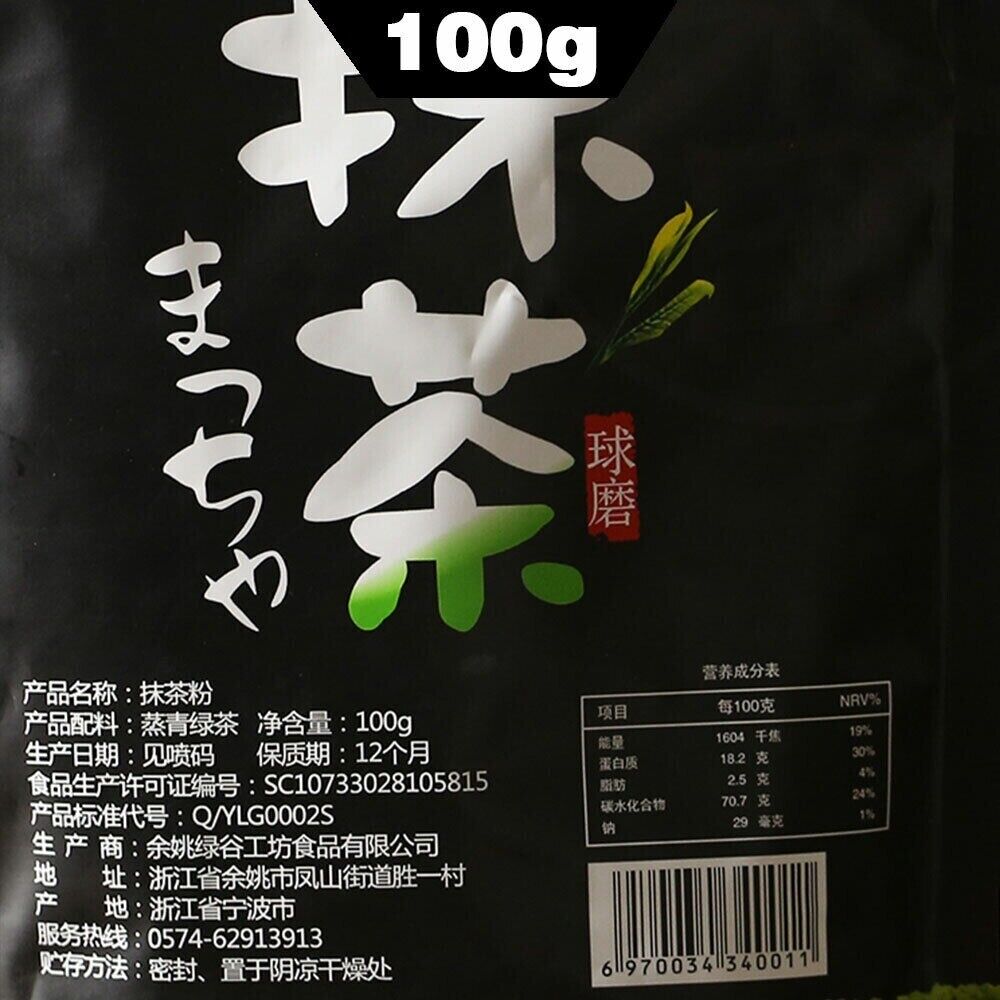 100g
抹
茶
まっちゃ
球磨
产品名称：抹茶粉
产品配料：蒸青绿茶 净含量：100g
生产日期：见喷码 保质期：12个月
食品生产许可证编号：SC10733028105815
产品标准代号：Q/YLG0002S
生产商：余姚绿谷工坊食品有限公司
地址：浙江省余姚市凤山街道胜一村
产地：浙江省宁波市
服务热线：0574-62913913
贮存方法：密封、置于阴凉干燥处
营养成分表
项目 每100克 NRV%
能量 1604 千焦 19%
蛋白质 18.2 克 30%
脂肪 2.5 克 4%
碳水化合物 70.7 克 24%
钠 29 毫克 1%
6 970034 340011